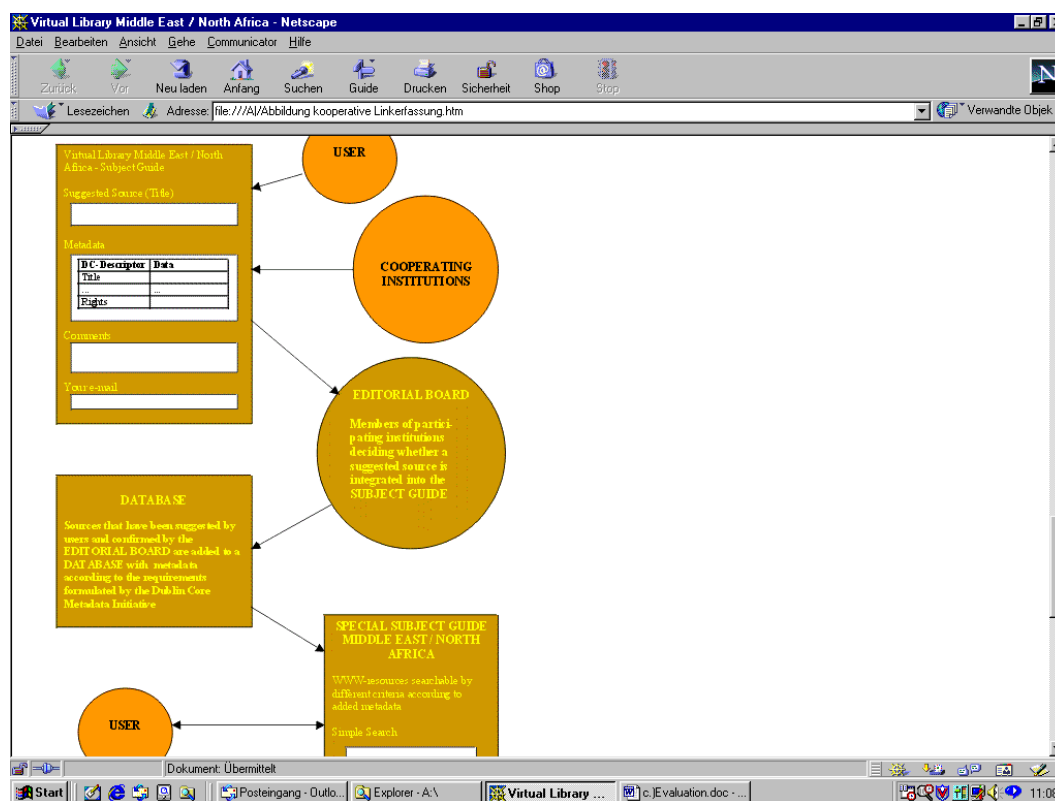 Virtual Library Middle East / North Africa - Netscape
Datei Bearbeiten Ansicht Gehe Communicator Hilfe
Zurück Vor Neu laden Anfang Suchen Guide Drucken Sicherheit Shop Stop
N
Lesezeichen Adresse: file:///A|/Abbildung kooperative Linkerfassung.htm Verwandte Objek
Virtual Library Middle East / North
Africa - Subject Guide
Suggested Source (Title)
Metadata
DC-Descriptor Data
Title
... ...
Rights
Comments
Your e-mail
USER
COOPERATING
INSTITUTIONS
EDITORIAL BOARD
Members of partici-
pating institutions
deciding whether a
suggested source is
integrated into the
SUBJECT GUIDE
DATABASE
Sources that have been suggested by
users and confirmed by the
EDITORIAL BOARD are added to a
DATABASE with metadata
according to the requirements
formulated by the Dublin Core
Metadata Initiative
SPECIAL SUBJECT GUIDE
MIDDLE EAST / NORTH
AFRICA
WWW-resources searchable by
different criteria according to
added metadata
Simple Search
USER
Dokument: Übermittelt
Start Posteingang - Outlo... Explorer - A:\ Virtual Library ... c.)Evaluation.doc - ... 11:08